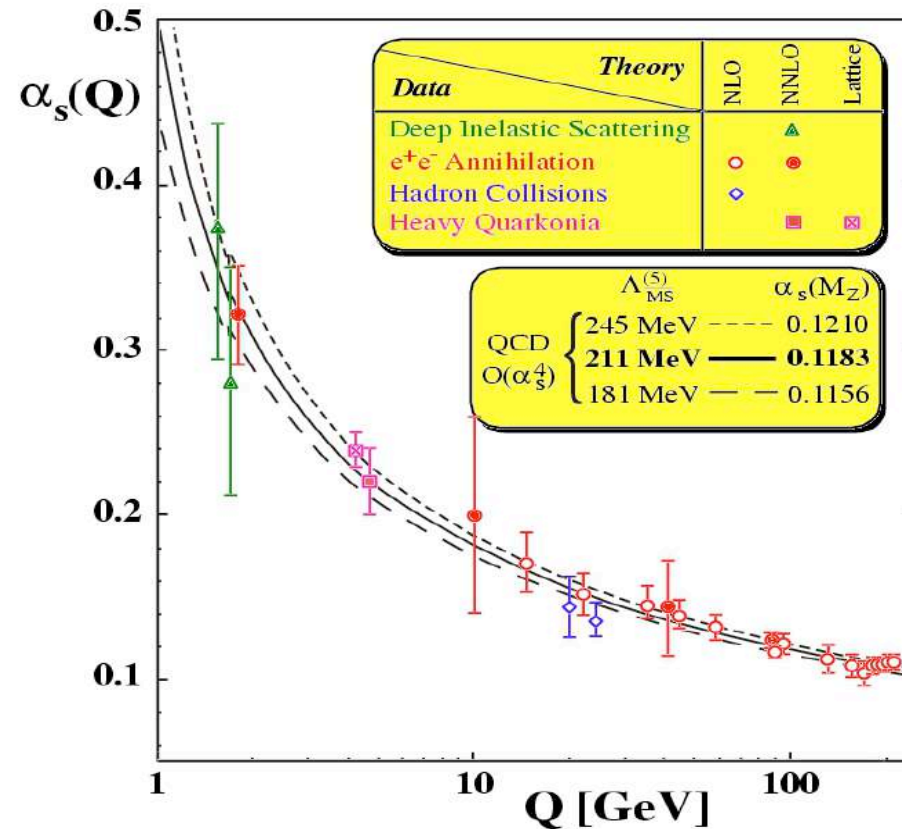 0.5
αs(Q)
0.4
0.3
0.2
0.1
1
10
100
Q [GeV]
Theory
Data
NLO
NNLO
Lattice
Deep Inelastic Scattering
e⁺e⁻ Annihilation
Hadron Collisions
Heavy Quarkonia
Λ(5)MS αs(MZ)
QCD
O(αs⁴)
245 MeV 0.1210
211 MeV 0.1183
181 MeV 0.1156